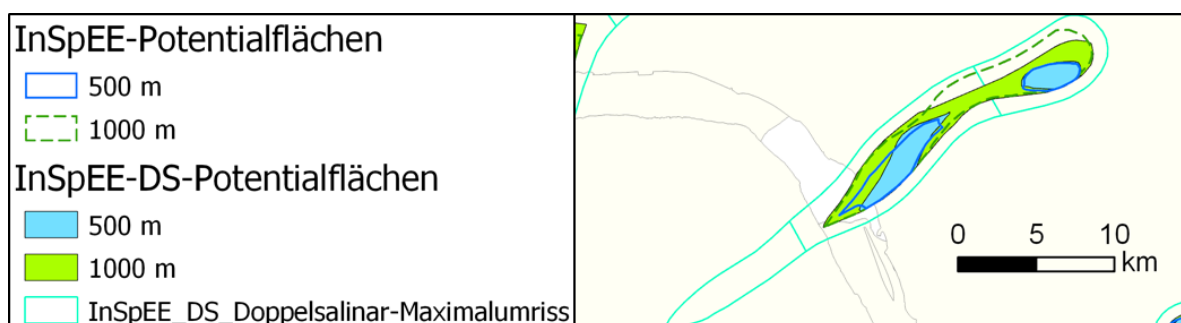 InSpEE-Potentialflächen
500 m
1000 m
InSpEE-DS-Potentialflächen
500 m
1000 m
InSpEE_DS_Doppelsalinar-Maximalumriss
0 5 10
km